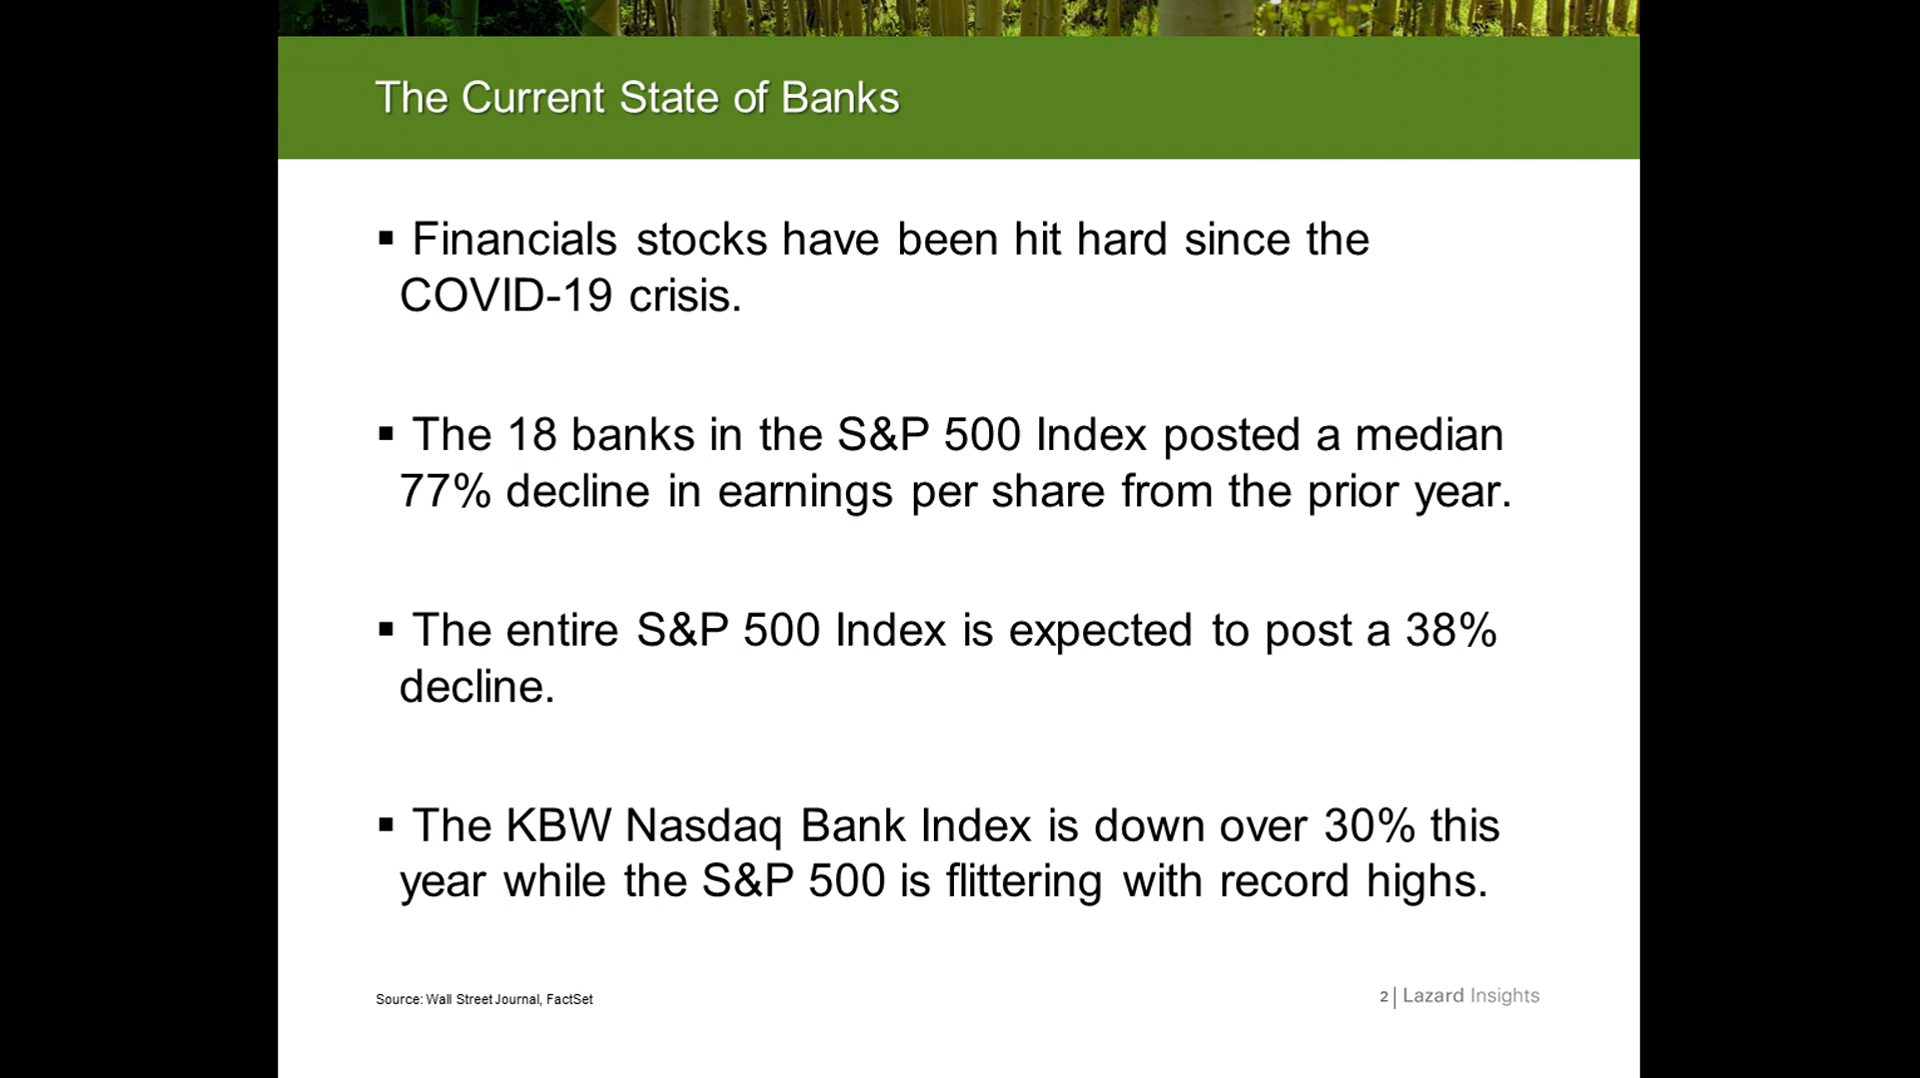 The Current State of Banks
▪ Financials stocks have been hit hard since the
COVID-19 crisis.
▪ The 18 banks in the S&P 500 Index posted a median
77% decline in earnings per share from the prior year.
▪ The entire S&P 500 Index is expected to post a 38%
decline.
▪ The KBW Nasdaq Bank Index is down over 30% this
year while the S&P 500 is flittering with record highs.
Source: Wall Street Journal, FactSet
2 | Lazard Insights